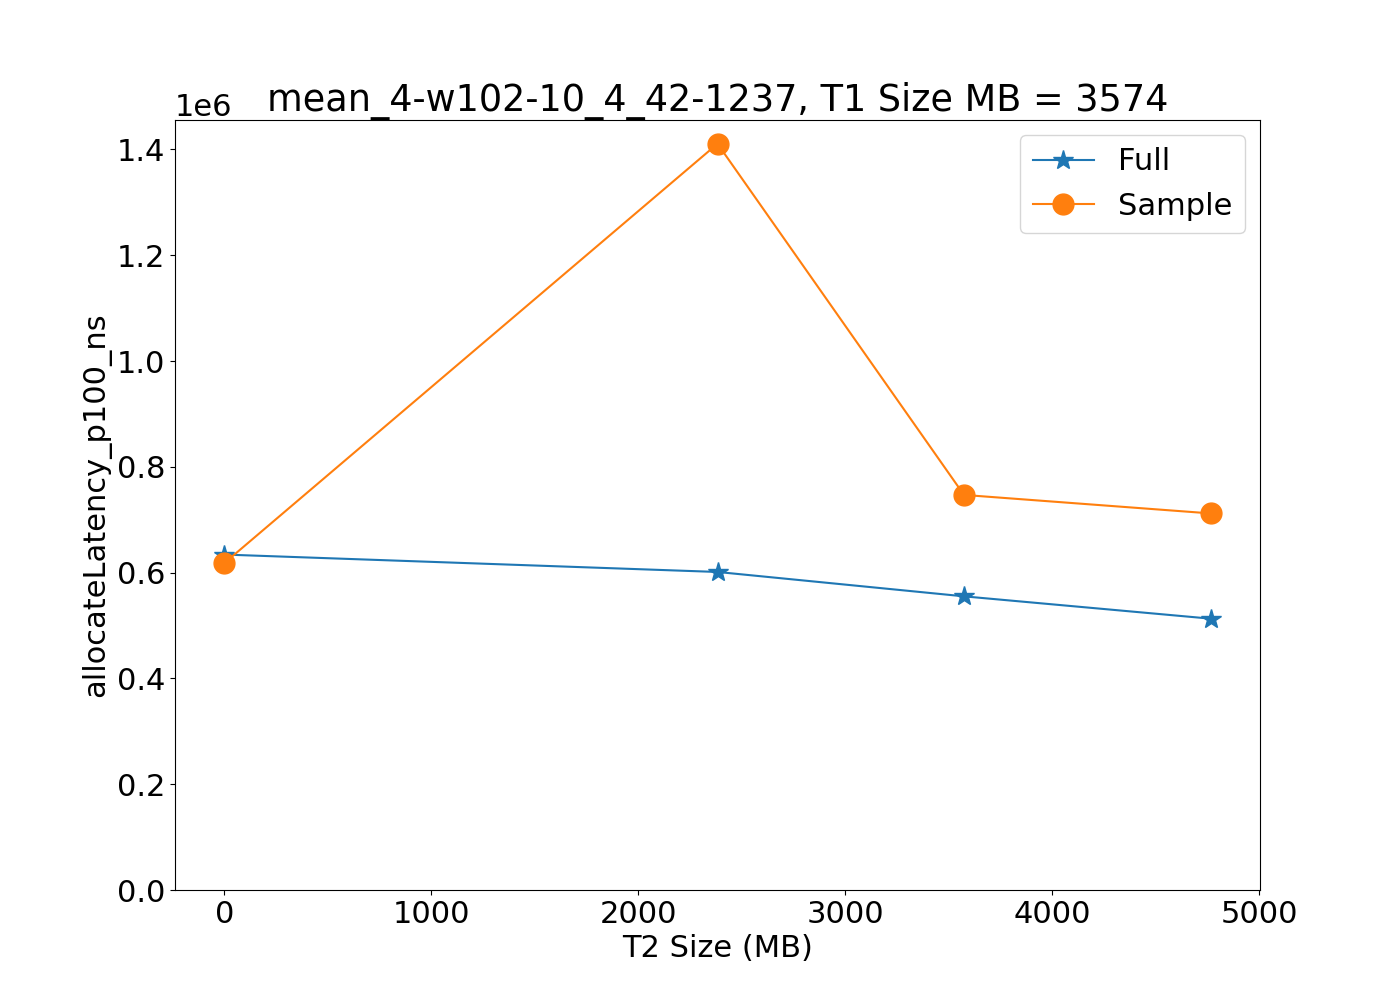 1e6
mean_4-w102-10_4_42-1237, T1 Size MB = 3574
Full
Sample
allocateLatency_p100_ns
1.4
1.2
1.0
0.8
0.6
0.4
0.2
0.0
0 1000 2000 3000 4000 5000
T2 Size (MB)